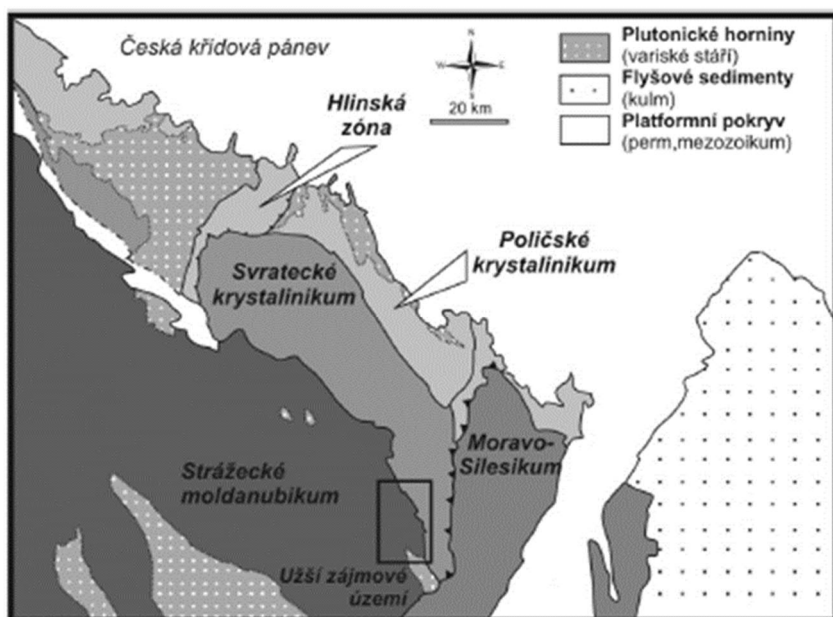 Česká křídová pánev
N
W E
S
20 km
Plutonické horniny
(variské stáří)
Flyšové sedimenty
(kulm)
Platformní pokryv
(perm,mezozoikum)
Hlinská
zóna
Poličské
krystalinikum
Svratecké
krystalinikum
Moravo-
Silesikum
Strážecké
moldanubikum
Užší zájmové
území